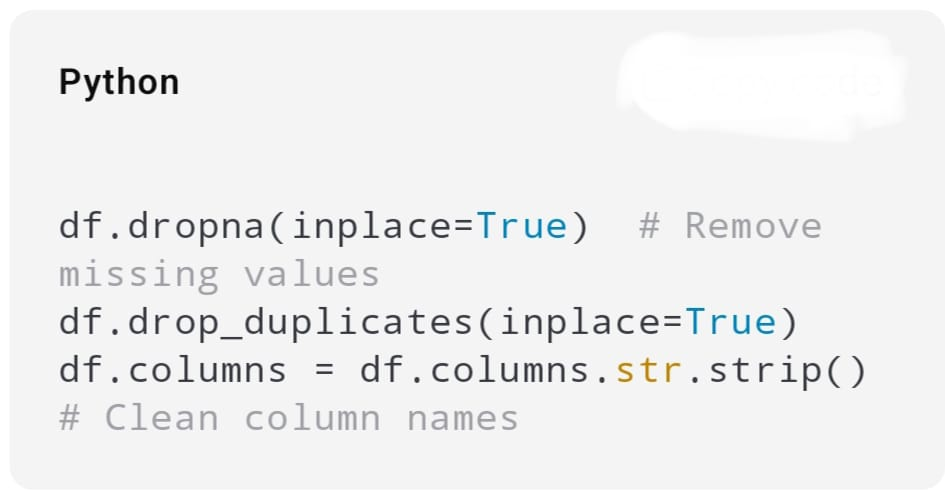 Python
df.dropna(inplace=True)  # Remove
missing values
df.drop_duplicates(inplace=True)
df.columns = df.columns.str.strip()
# Clean column names